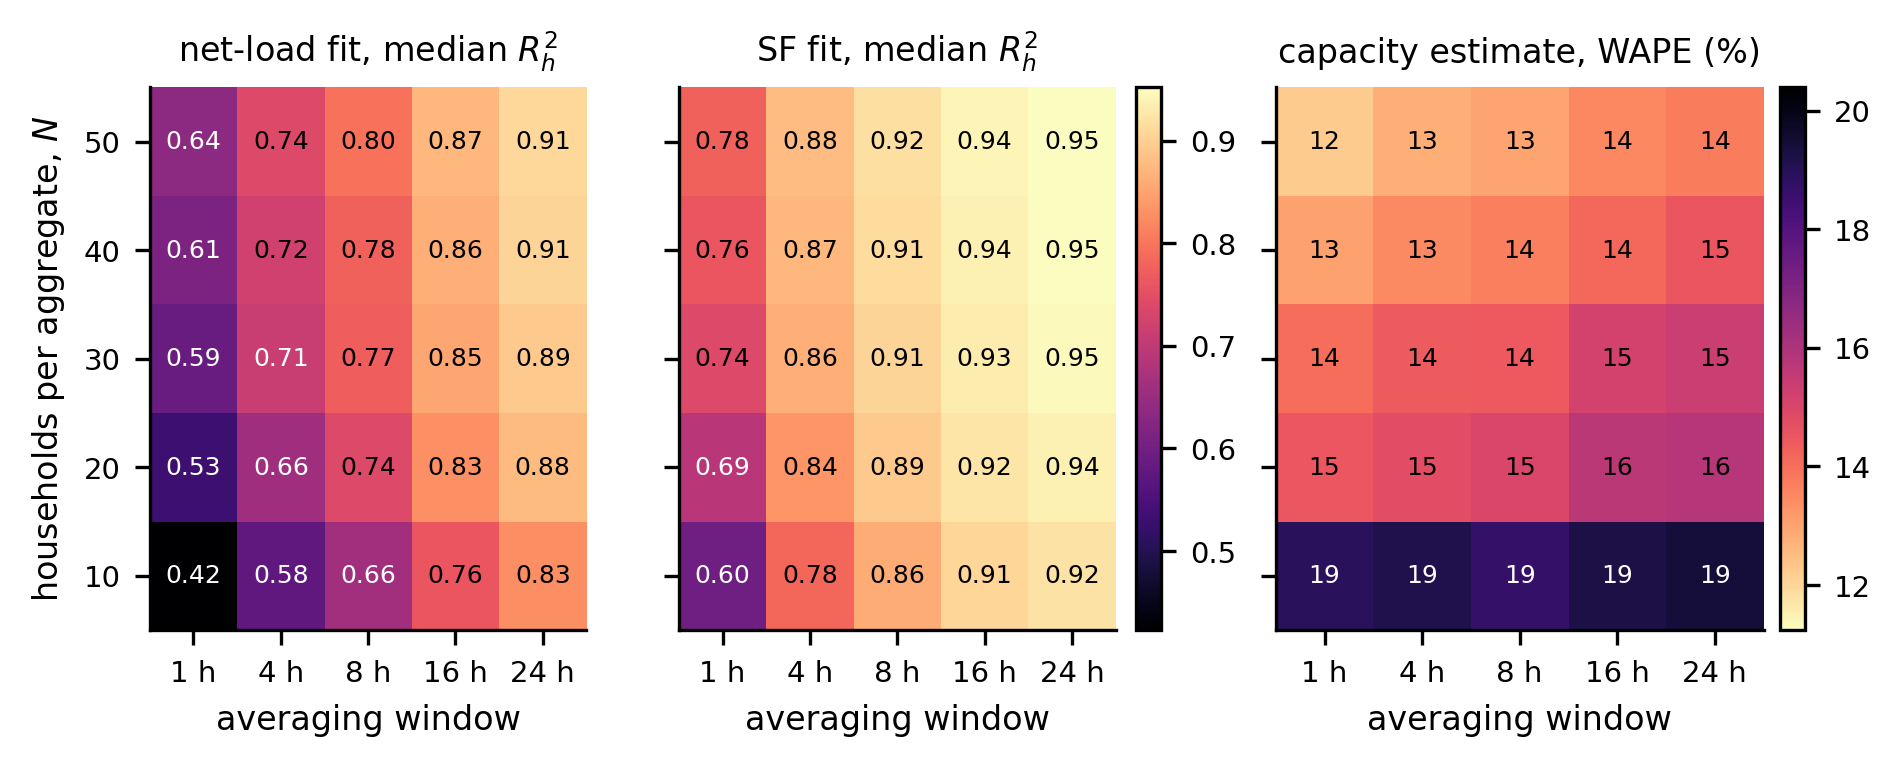 net-load fit, median R_h^2
SF fit, median R_h^2
capacity estimate, WAPE (%)
households per aggregate, N
50
0.64 0.74 0.80 0.87 0.91
40
0.61 0.72 0.78 0.86 0.91
30
0.59 0.71 0.77 0.85 0.89
20
0.53 0.66 0.74 0.83 0.88
10
0.42 0.58 0.66 0.76 0.83
1 h 4 h 8 h 16 h 24 h
averaging window
0.78 0.88 0.92 0.94 0.95
0.76 0.87 0.91 0.94 0.95
0.74 0.86 0.91 0.93 0.95
0.69 0.84 0.89 0.92 0.94
0.60 0.78 0.86 0.91 0.92
1 h 4 h 8 h 16 h 24 h
averaging window
0.9
0.8
0.7
0.6
0.5
12 13 13 14 14
13 13 14 14 15
14 14 14 15 15
15 15 15 16 16
19 19 19 19 19
1 h 4 h 8 h 16 h 24 h
averaging window
20
18
16
14
12